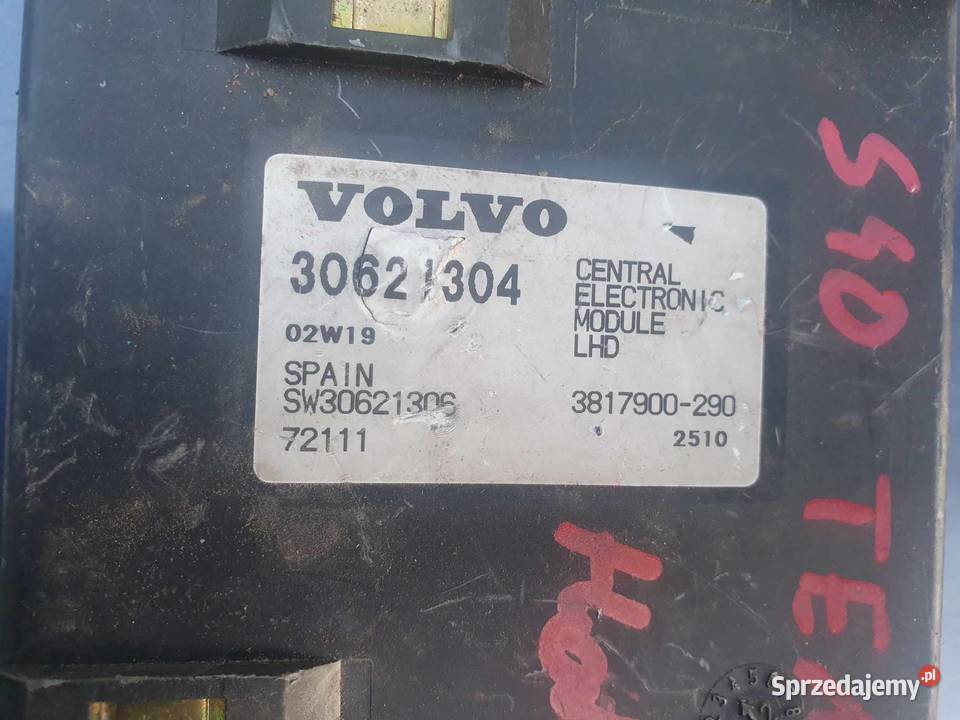 VOLVO
30621304
CENTRAL
ELECTRONIC
MODULE
LHD
02W19
SPAIN
SW30621306
3817900-290
72111
2510
S40
Sprzedajemy.pl